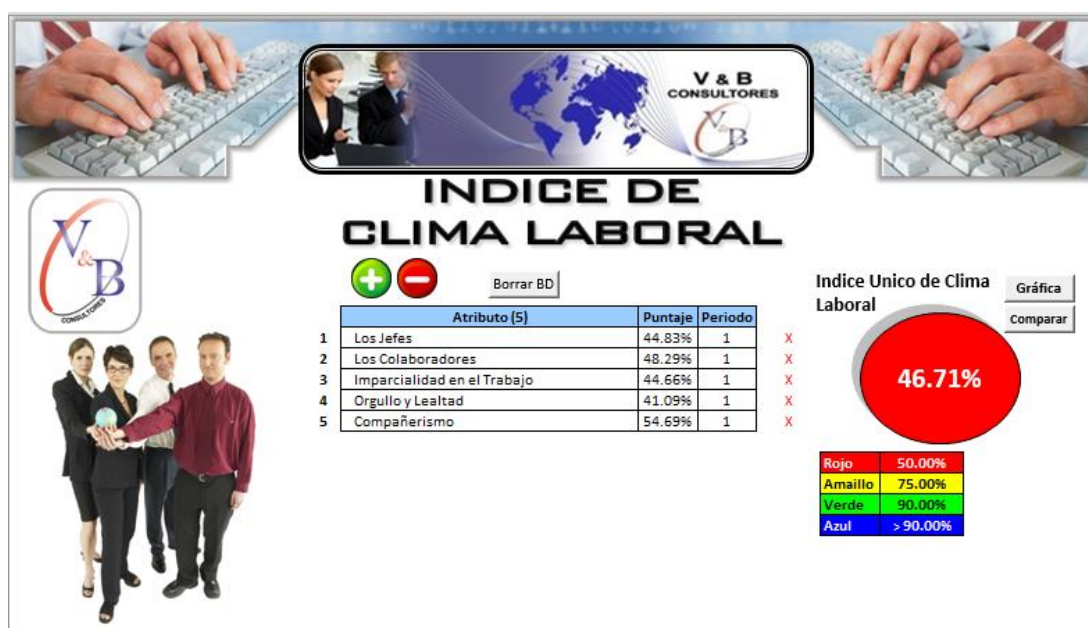 V & B
CONSULTORES
V B
INDICE DE
CLIMA LABORAL
V & B
CONSULTORES
Borrar BD
Indice Unico de Clima
Laboral
Gráfica
Comparar
Atributo (5) Puntaje Periodo
1 Los Jefes 44.83% 1 X
2 Los Colaboradores 48.29% 1 X
3 Imparcialidad en el Trabajo 44.66% 1 X
4 Orgullo y Lealtad 41.09% 1 X
5 Compañerismo 54.69% 1 X
46.71%
Rojo 50.00%
Amaillo 75.00%
Verde 90.00%
Azul > 90.00%